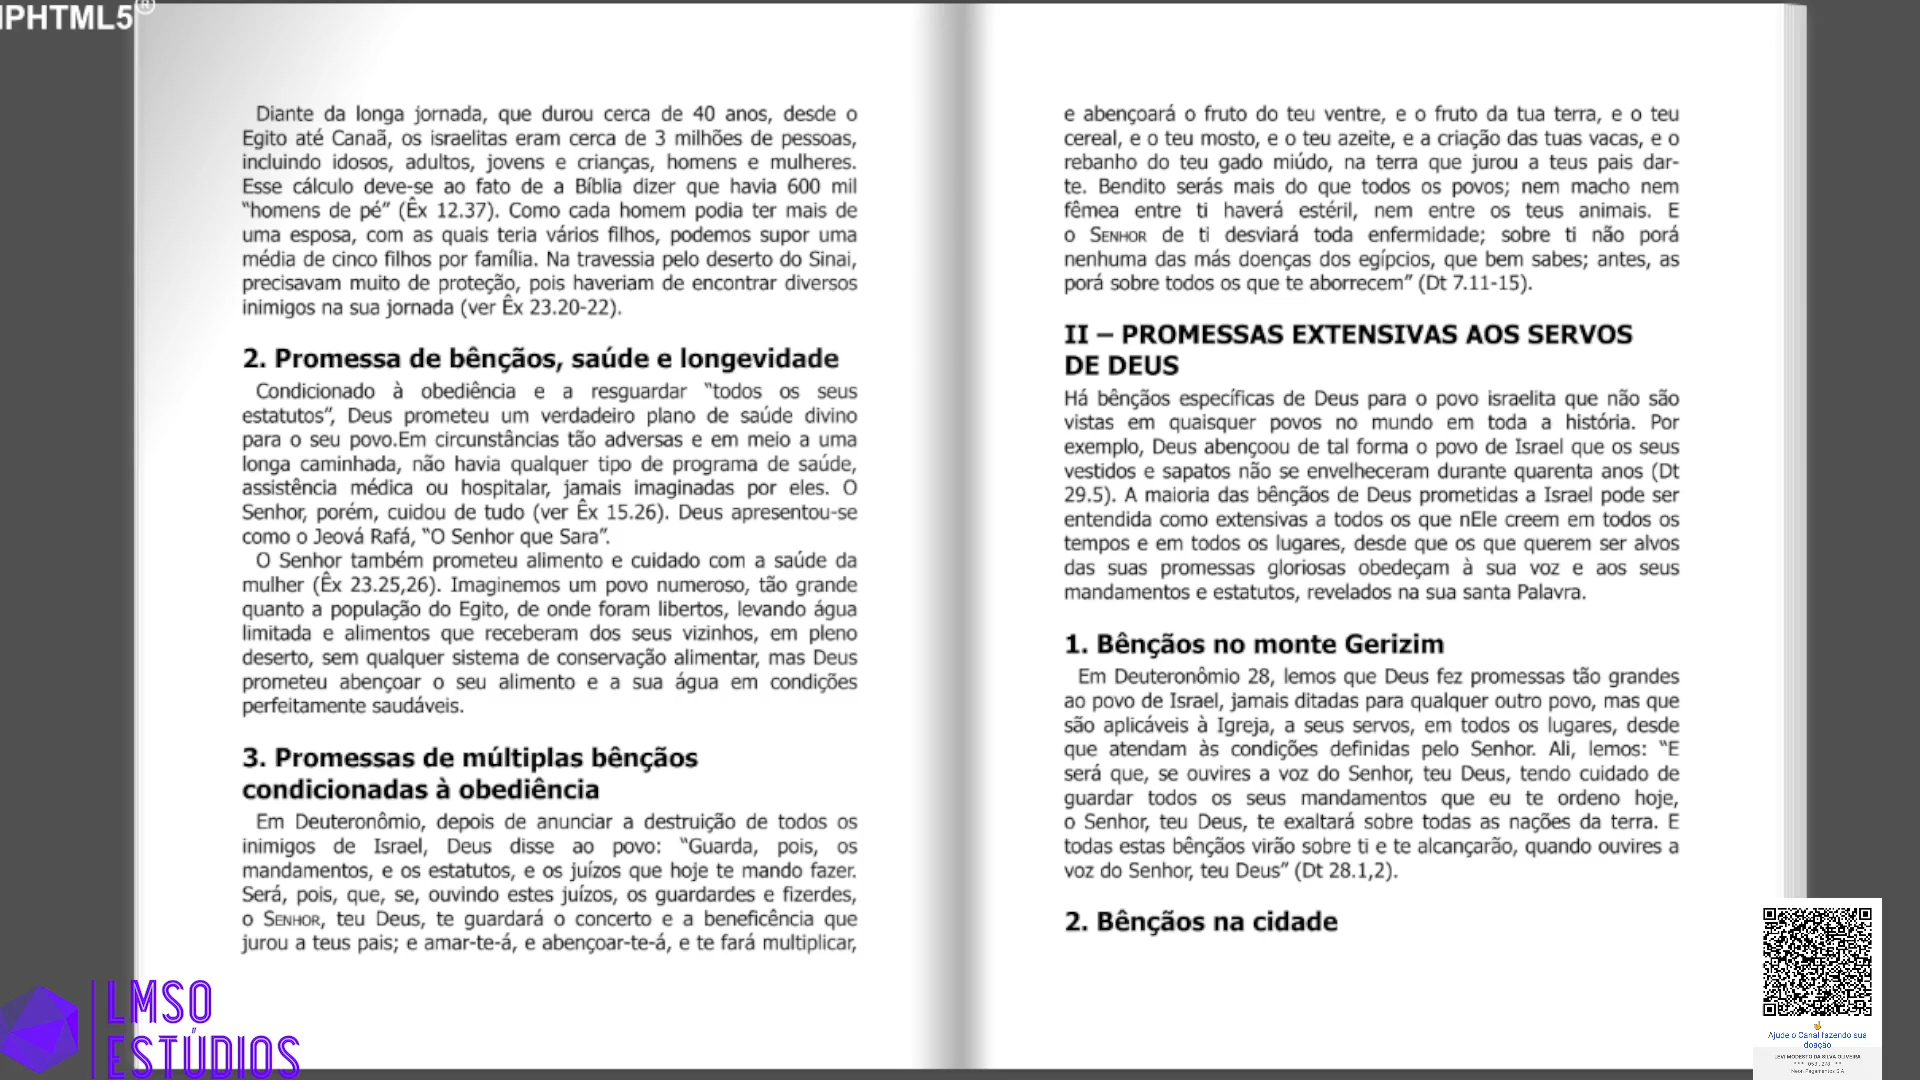 IPHTML5®
Diante da longa jornada, que durou cerca de 40 anos, desde o
Egito até Canaã, os israelitas eram cerca de 3 milhões de pessoas,
incluindo idosos, adultos, jovens e crianças, homens e mulheres.
Esse cálculo deve-se ao fato de a Bíblia dizer que havia 600 mil
“homens de pé” (Êx 12.37). Como cada homem podia ter mais de
uma esposa, com as quais teria vários filhos, podemos supor uma
média de cinco filhos por família. Na travessia pelo deserto do Sinai,
precisavam muito de proteção, pois haveriam de encontrar diversos
inimigos na sua jornada (ver Êx 23.20-22).
2. Promessa de bênçãos, saúde e longevidade
Condicionado à obediência e a resguardar “todos os seus
estatutos”, Deus prometeu um verdadeiro plano de saúde divino
para o seu povo.Em circunstâncias tão adversas e em meio a uma
longa caminhada, não havia qualquer tipo de programa de saúde,
assistência médica ou hospitalar, jamais imaginadas por eles. O
Senhor, porém, cuidou de tudo (ver Êx 15.26). Deus apresentou-se
como o Jeová Rafá, “O Senhor que Sara”.
O Senhor também prometeu alimento e cuidado com a saúde da
mulher (Êx 23.25,26). Imaginemos um povo numeroso, tão grande
quanto a população do Egito, de onde foram libertos, levando água
limitada e alimentos que receberam dos seus vizinhos, em pleno
deserto, sem qualquer sistema de conservação alimentar, mas Deus
prometeu abençoar o seu alimento e a sua água em condições
perfeitamente saudáveis.
3. Promessas de múltiplas bênçãos
condicionadas à obediência
Em Deuteronômio, depois de anunciar a destruição de todos os
inimigos de Israel, Deus disse ao povo: “Guarda, pois, os
mandamentos, e os estatutos, e os juízos que hoje te mando fazer.
Será, pois, que, se, ouvindo estes juízos, os guardardes e fizerdes,
o SENHOR, teu Deus, te guardará o concerto e a beneficência que
jurou a teus pais; e amar-te-á, e abençoar-te-á, e te fará multiplicar,
e abençoará o fruto do teu ventre, e o fruto da tua terra, e o teu
cereal, e o teu mosto, e o teu azeite, e a criação das tuas vacas, e o
rebanho do teu gado miúdo, na terra que jurou a teus pais dar-
te. Bendito serás mais do que todos os povos; nem macho nem
fêmea entre ti haverá estéril, nem entre os teus animais. E
o SENHOR de ti desviará toda enfermidade; sobre ti não porá
nenhuma das más doenças dos egípcios, que bem sabes; antes, as
porá sobre todos os que te aborrecem” (Dt 7.11-15).
II – PROMESSAS EXTENSIVAS AOS SERVOS
DE DEUS
Há bênçãos específicas de Deus para o povo israelita que não são
vistas em quaisquer povos no mundo em toda a história. Por
exemplo, Deus abençoou de tal forma o povo de Israel que os seus
vestidos e sapatos não se envelheceram durante quarenta anos (Dt
29.5). A maioria das bênçãos de Deus prometidas a Israel pode ser
entendida como extensivas a todos os que nEle creem em todos os
tempos e em todos os lugares, desde que os que querem ser alvos
das suas promessas gloriosas obedeçam à sua voz e aos seus
mandamentos e estatutos, revelados na sua santa Palavra.
1. Bênçãos no monte Gerizim
Em Deuteronômio 28, lemos que Deus fez promessas tão grandes
ao povo de Israel, jamais ditadas para qualquer outro povo, mas que
são aplicáveis à Igreja, a seus servos, em todos os lugares, desde
que atendam às condições definidas pelo Senhor. Ali, lemos: “E
será que, se ouvires a voz do Senhor, teu Deus, tendo cuidado de
guardar todos os seus mandamentos que eu te ordeno hoje,
o Senhor, teu Deus, te exaltará sobre todas as nações da terra. E
todas estas bênçãos virão sobre ti e te alcançarão, quando ouvires a
voz do Senhor, teu Deus” (Dt 28.1,2).
2. Bênçãos na cidade
LMSO
ESTÚDIOS
Ajude o Canal fazendo sua
doação
LEVI MODESTO DA SILVA OLIVEIRA
Neon Pagamentos S.A